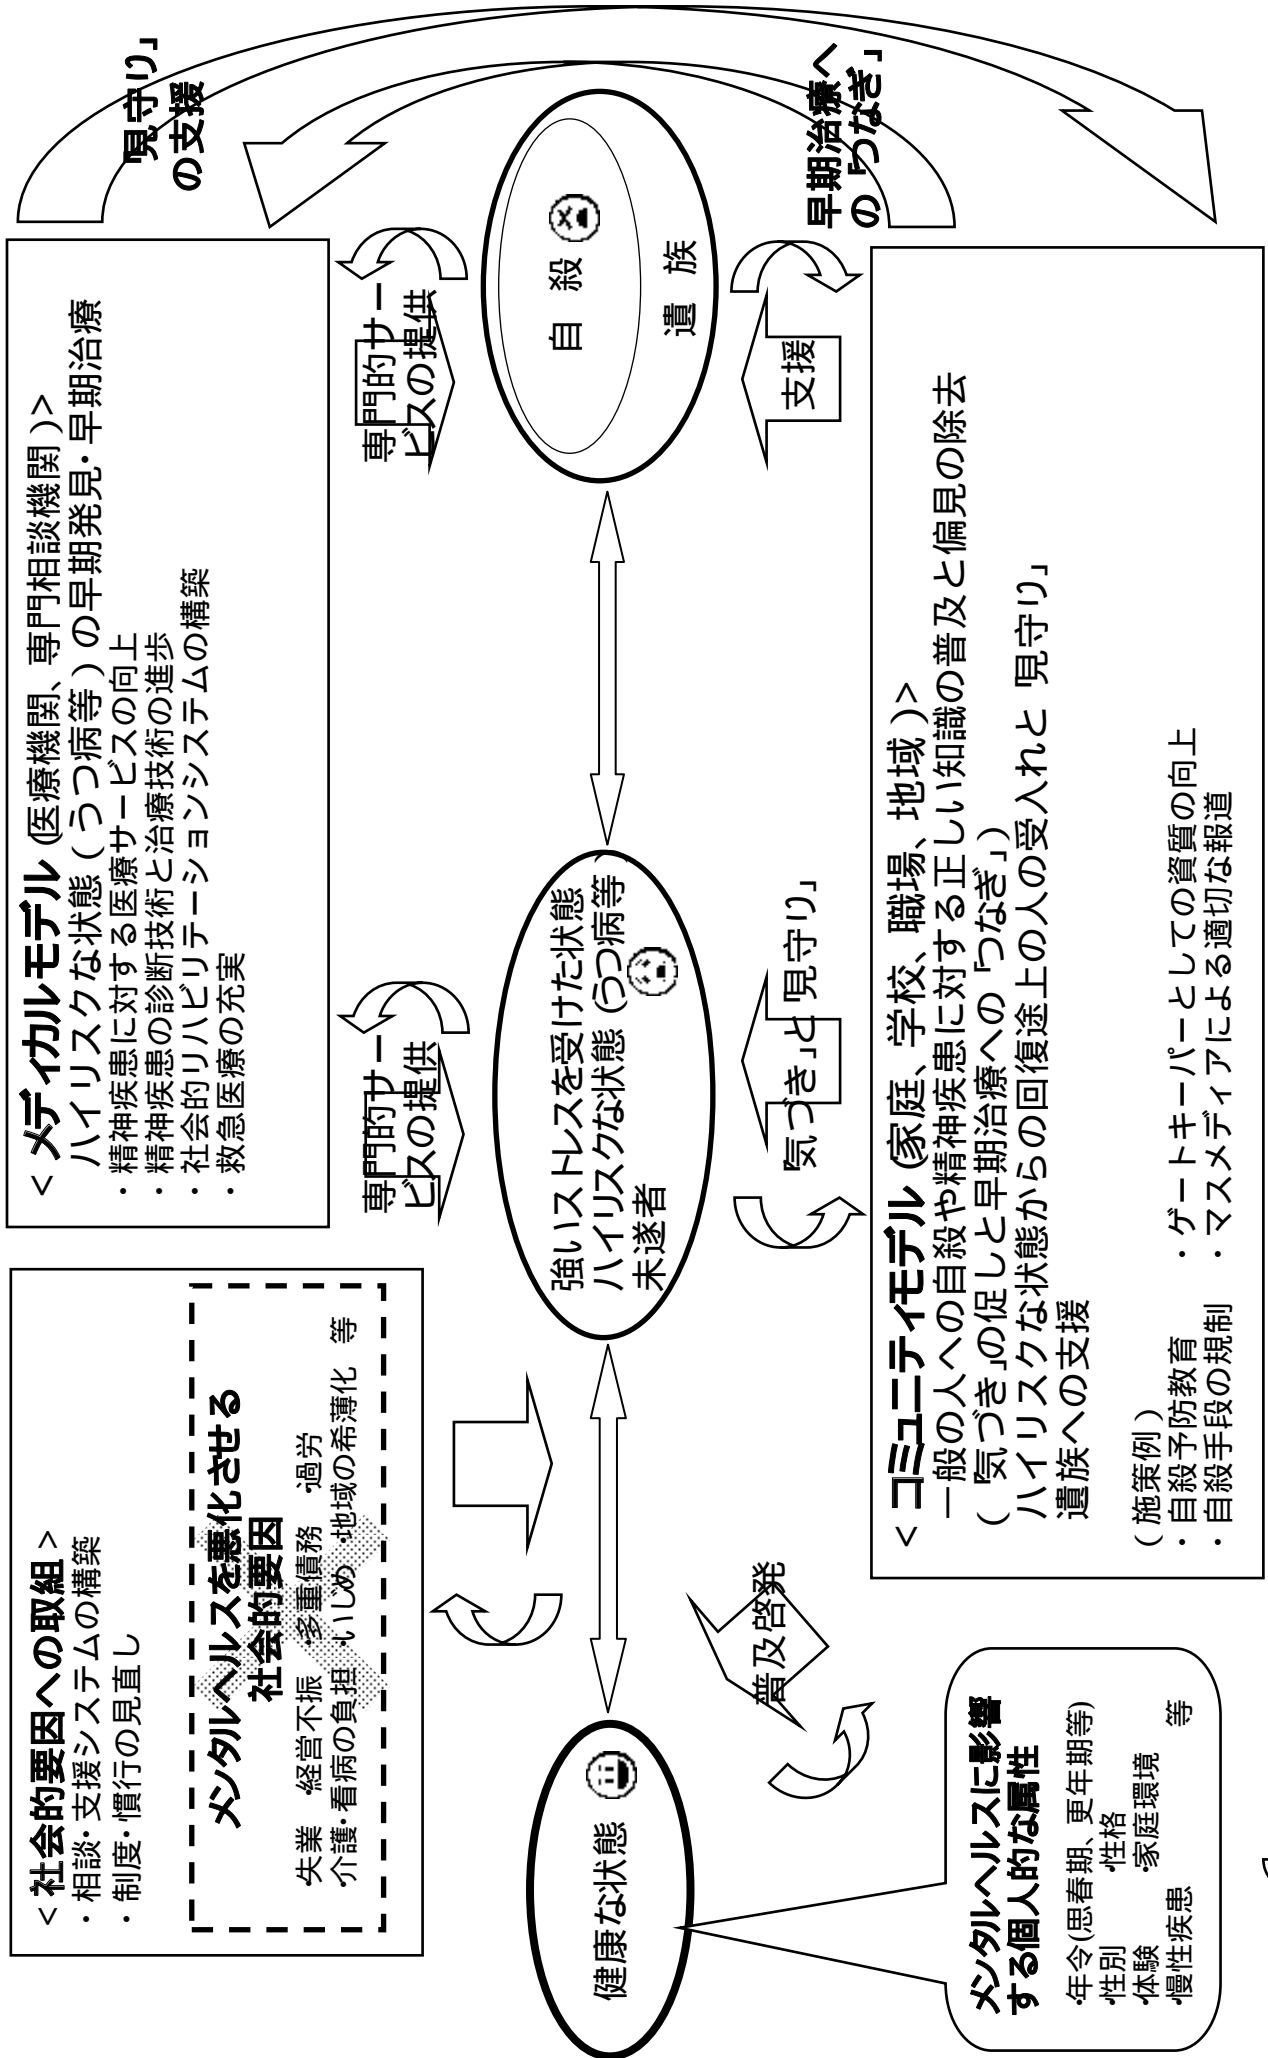 <社会的要因への取組>
・相談・支援システムの構築
・制度・慣行の見直し
メンタルヘルスを悪化させる
社会的要因
・失業 ・経営不振 ・多重債務 ・過労
・介護・看病の負担 ・いじめ ・地域の希薄化 等
<メディカルモデル(医療機関、専門相談機関)>
ハイリスクな状態(うつ病等)の早期発見・早期治療
・精神疾患に対する医療サービスの向上
・精神疾患の診断技術と治療技術の進歩
・社会的リハビリテーションシステムの構築
・救急医療の充実
「見守り」
の支援
専門的サー
ビスの提供
専門的サー
ビスの提供
健康な状態
強いストレスを受けた状態
ハイリスクな状態(うつ病等)
未遂者
自 殺
遺 族
普及啓発
「気づき」と「見守り」
支援
早期治療へ
の「つなぎ」
メンタルヘルスに影響
する個人的な属性
・年令(思春期、更年期等)
・性別 ・性格
・体験 ・家庭環境
・慢性疾患 等
<コミュニティモデル(家庭、学校、職場、地域)>
一般の人への自殺や精神疾患に対する正しい知識の普及と偏見の除去
(「気づき」の促しと早期治療への「つなぎ」)
ハイリスクな状態からの回復途上の人の受入れと「見守り」
遺族への支援
(施策例)
・自殺予防教育 ・ゲートキーパーとしての資質の向上
・自殺手段の規制 ・マスメディアによる適切な報道